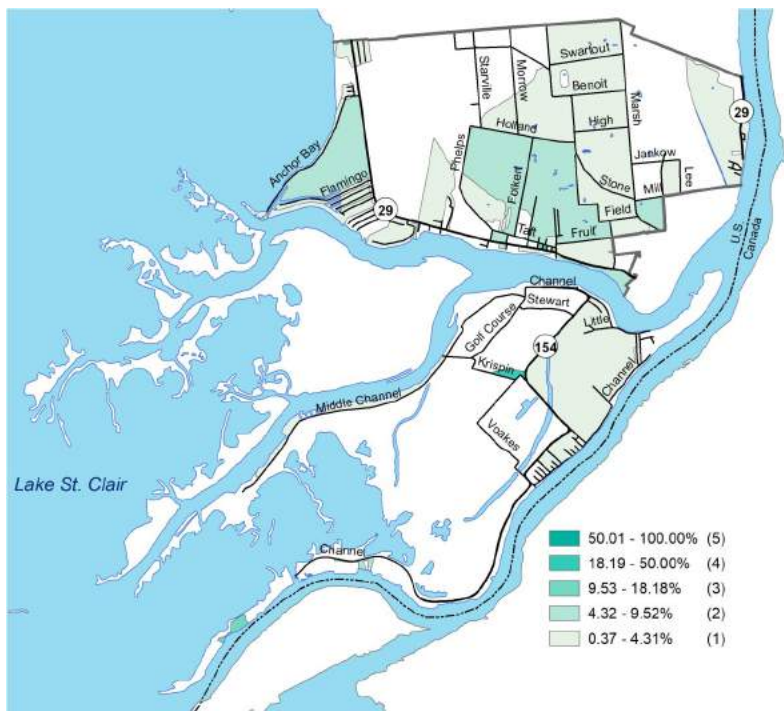 Swartout
Starville
Morrow
Benoit
Marsh
29
High
Holland
Phelps
Jankow
Anchor Bay
Folkert
Stone
Lee
Flamingo
Mill
29
Field
Taft
Fruit
U.S.
Canada
Channel
Stewart
Little
Golf Course
154
Krispin
Channel
Middle Channel
Voakes
Lake St. Clair
Channe
50.01 - 100.00% (5)
18.19 - 50.00% (4)
9.53 - 18.18% (3)
4.32 - 9.52% (2)
0.37 - 4.31% (1)